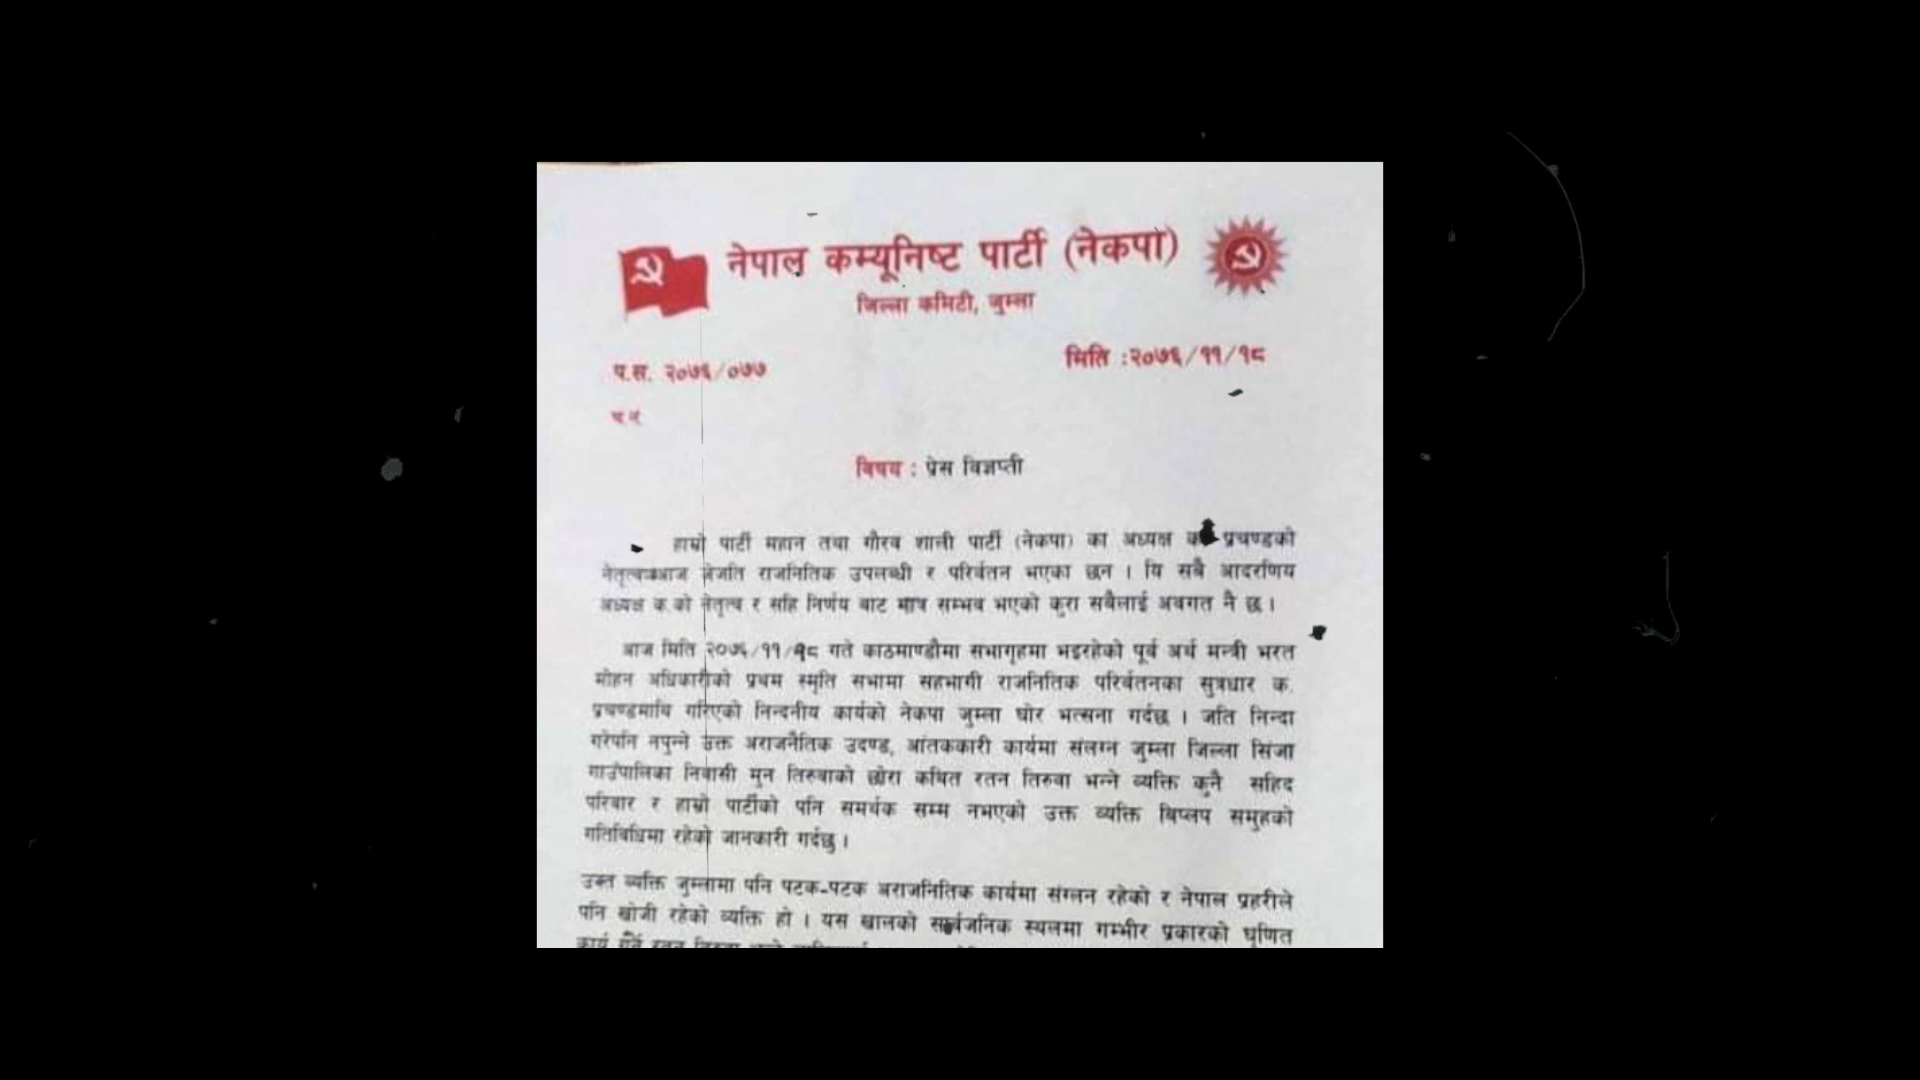 नेपाल कम्यूनिष्ट पार्टी (नेकपा)
जिल्ला कमिटी, जुम्ला
प.स. २०७६/०७७
मिति :२०७६/११/१८
प न
विषय : प्रेस विज्ञप्ती
हाम्रो पार्टी महान तथा गौरव शाली पार्टी (नेकपा) का अध्यक्ष क. प्रचण्डको
आज जेजति राजनितिक उपलब्धी र परिर्वतन भएका छन । यि सबै आदरणिय
अध्यक्ष क.को नेतृत्व र सहि निर्णय बाट मात्र सम्भव भएको कुरा सबैलाई अवगत नै छ ।
आज मिति २०७६/११/१८ गते काठमाण्डौमा सभागृहमा भइरहेको पूर्व अर्थ मन्त्री भरत
मोहन अधिकारीको प्रथम स्मृति सभामा सहभागी राजनितिक परिर्वतनका सुत्रधार क.
प्रचण्डमाथि गरिएको निन्दनीय कार्यको नेकपा जुम्ला घोर भत्सना गर्दछ । जति निन्दा
गरेपनि नपुग्ने उक्त अराजनैतिक उदण्ड, आंतककारी कार्यमा संलग्न जुम्ला जिल्ला सिंजा
गाउँपालिका निवासी मुन तिरुवाको छोरा कथित रतन तिरुवा भन्ने व्यक्ति कुनै सहिद
परिवार र हाम्रो पार्टीको पनि समर्थक सम्म नभएको उक्त व्यक्ति बिप्लप समुहको
गतिबिधिमा रहेको जानकारी गर्दछु ।
उक्त व्यक्ति जुम्लामा पनि पटक-पटक अराजनितिक कार्यमा संग्लन रहेको र नेपाल प्रहरीले
पनि खोजी रहेको व्यक्ति हो । यस खालको सार्बजनिक स्थलमा गम्भीर प्रकारको घृणित